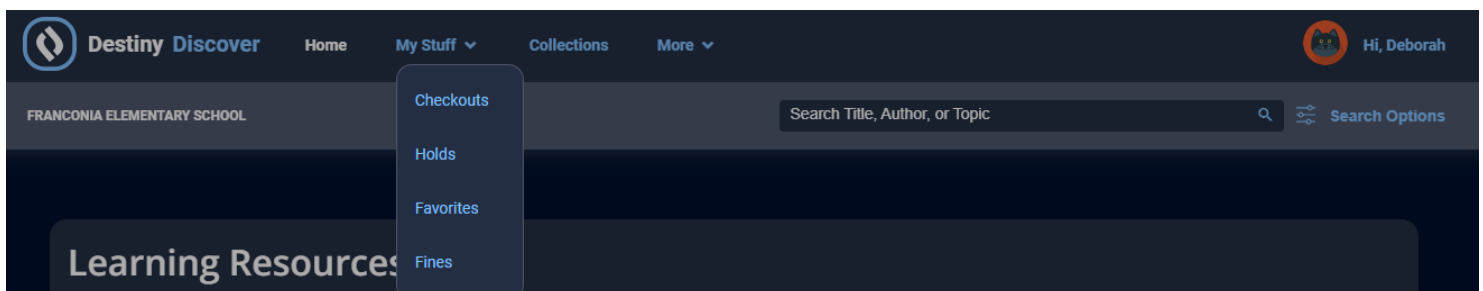 Destiny Discover Home My Stuff Collections More Hi, Deborah
FRANCONIA ELEMENTARY SCHOOL
Search Title, Author, or Topic
Search Options
Checkouts
Holds
Favorites
Fines
Learning Resources